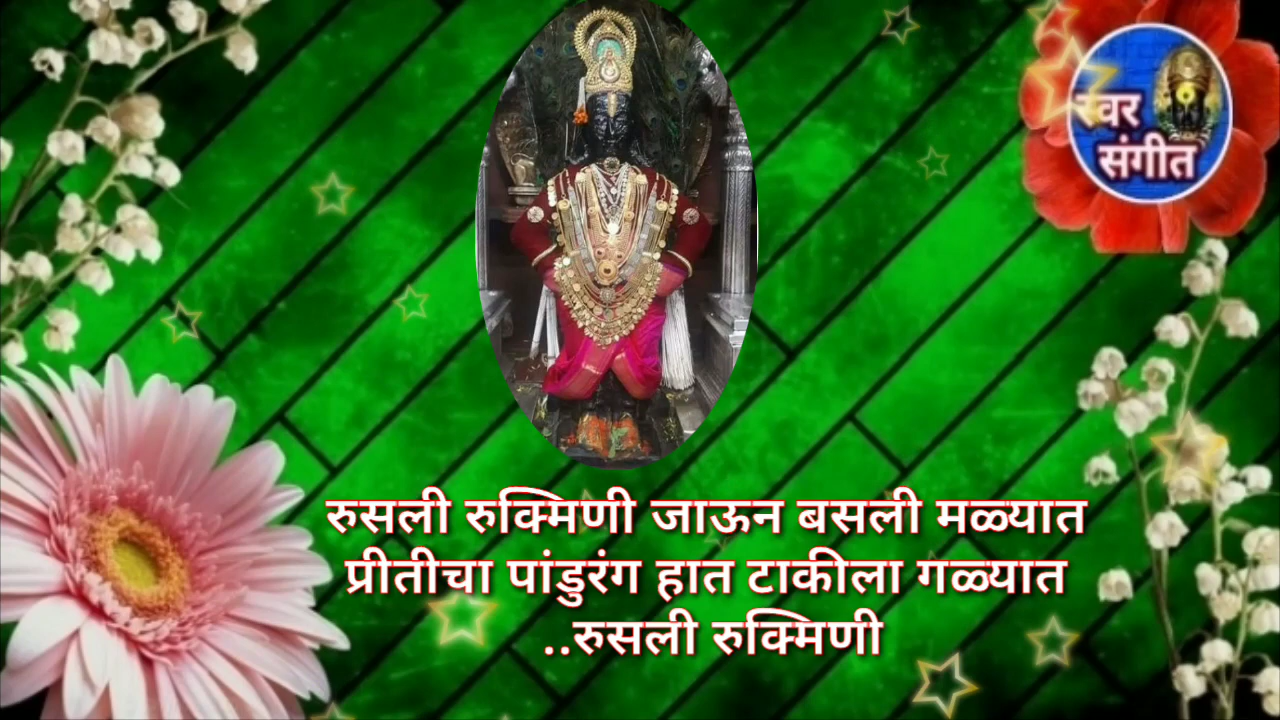 स्वर
संगीत
रुसली रुक्मिणी जाऊन बसली मळ्यात
प्रीतीचा पांडुरंग हात टाकीला गळ्यात
..रुसली रुक्मिणी